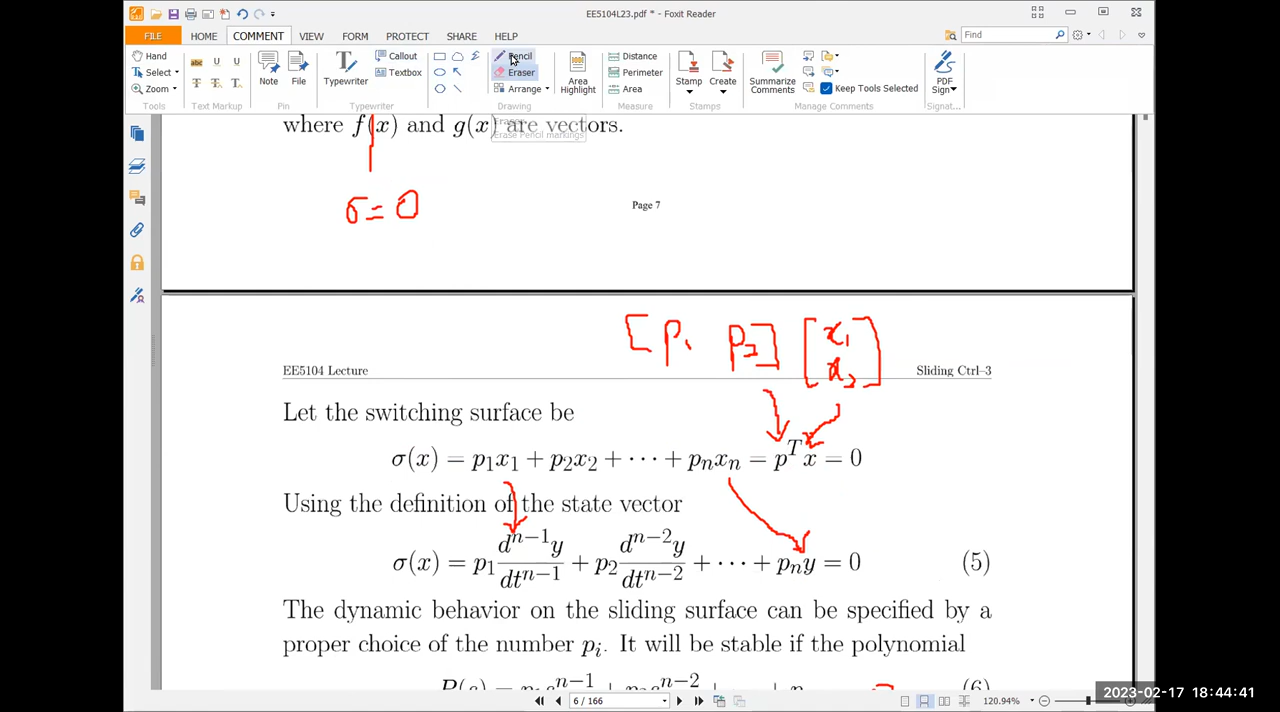 EE5104L23.pdf * - Foxit Reader
FILE HOME COMMENT VIEW FORM PROTECT SHARE HELP Find
Hand
Select
Zoom
Tools
Text Markup
Note
File
Pin
Typewriter
Callout
Textbox
Typewriter
Pencil
Eraser
Arrange
Drawing
Area
Highlight
Distance
Perimeter
Area
Measure
Stamp
Create
Stamps
Summarize
Comments
Keep Tools Selected
Manage Comments
PDF
Sign
Signat...
where f(x) and g(x) are vectors.
Erase Pencil markings
σ = 0
Page 7
[p₁ p₂] [x₁
x₂]
EE5104 Lecture Sliding Ctrl–3
Let the switching surface be
σ(x) = p₁x₁ + p₂x₂ + ⋯ + pₙxₙ = pᵀx = 0
Using the definition of the state vector
σ(x) = p₁ dⁿ⁻¹y/dtⁿ⁻¹ + p₂ dⁿ⁻²y/dtⁿ⁻² + ⋯ + pₙy = 0 (5)
The dynamic behavior on the sliding surface can be specified by a
proper choice of the number pᵢ. It will be stable if the polynomial
(6)
6 / 166 120.94%
2023-02-17 18:44:41